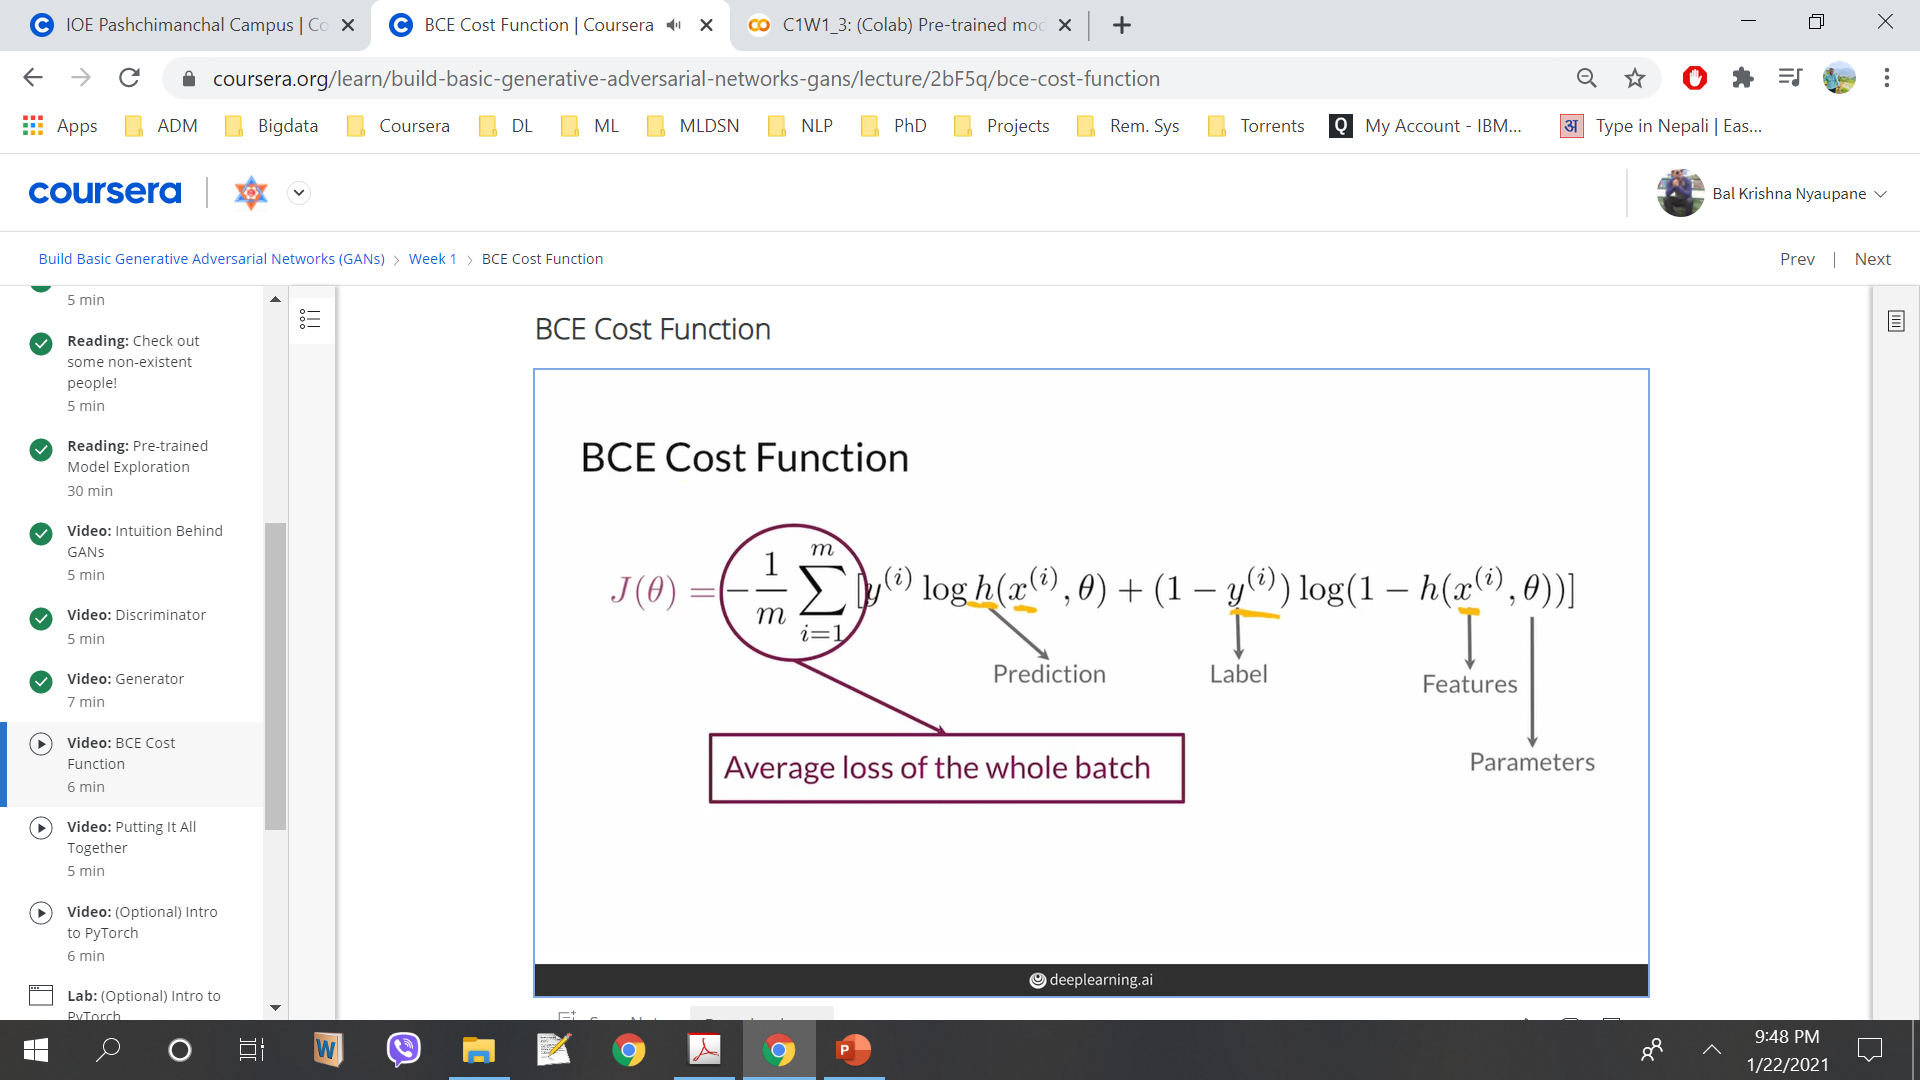 IOE Pashchimanchal Campus | Co
BCE Cost Function | Coursera
C1W1_3: (Colab) Pre-trained mod
coursera.org/learn/build-basic-generative-adversarial-networks-gans/lecture/2bF5q/bce-cost-function
Apps ADM Bigdata Coursera DL ML MLDSN NLP PhD Projects Rem. Sys Torrents Q My Account - IBM... अ Type in Nepali | Eas...
coursera
Bal Krishna Nyaupane
Build Basic Generative Adversarial Networks (GANs) > Week 1 > BCE Cost Function
Prev | Next
5 min
Reading: Check out
some non-existent
people!
5 min
Reading: Pre-trained
Model Exploration
30 min
Video: Intuition Behind
GANs
5 min
Video: Discriminator
5 min
Video: Generator
7 min
Video: BCE Cost
Function
6 min
Video: Putting It All
Together
5 min
Video: (Optional) Intro
to PyTorch
6 min
Lab: (Optional) Intro to
PyTorch
BCE Cost Function
BCE Cost Function
J(θ) = −1/m ∑_{i=1}^{m} [y^(i) log h(x^(i), θ) + (1 − y^(i)) log(1 − h(x^(i), θ))]
Prediction
Label
Features
Parameters
Average loss of the whole batch
deeplearning.ai
9:48 PM
1/22/2021